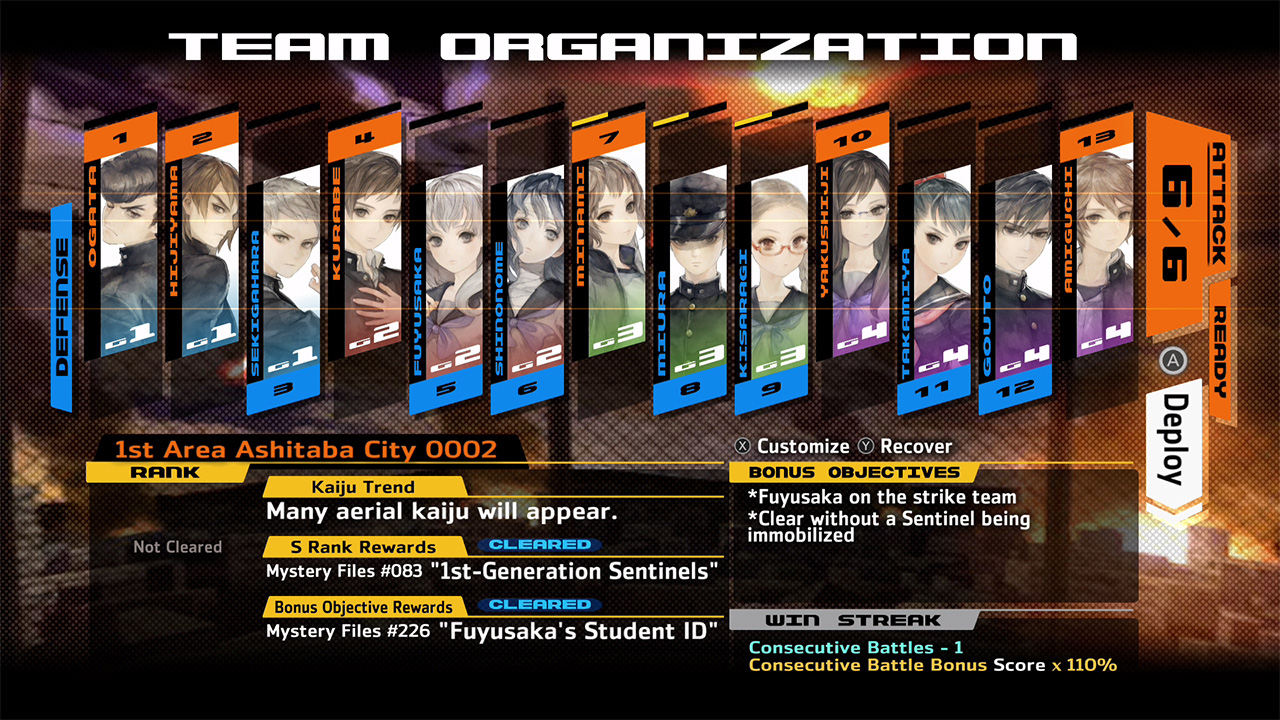 TEAM ORGANIZATION
DEFENSE
1
OGATA
G1
2
HIJIYAMA
G1
SEKIGAHARA
G1
3
4
KURABE
G2
FUYUSAKA
G2
5
SHINONOME
G2
6
7
MINAMI
G3
MIURA
G3
8
KISARAGI
G3
9
10
YAKUSHIJI
G4
TAKAMIYA
G4
11
GOUTO
G4
12
13
AMIGUCHI
G4
ATTACK
6/6
READY
A
Deploy
1st Area Ashitaba City 0002
RANK
Not Cleared
Kaiju Trend
Many aerial kaiju will appear.
S Rank Rewards CLEARED
Mystery Files #083 "1st-Generation Sentinels"
Bonus Objective Rewards CLEARED
Mystery Files #226 "Fuyusaka's Student ID"
X Customize Y Recover
BONUS OBJECTIVES
*Fuyusaka on the strike team
*Clear without a Sentinel being
immobilized
WIN STREAK
Consecutive Battles - 1
Consecutive Battle Bonus Score x 110%